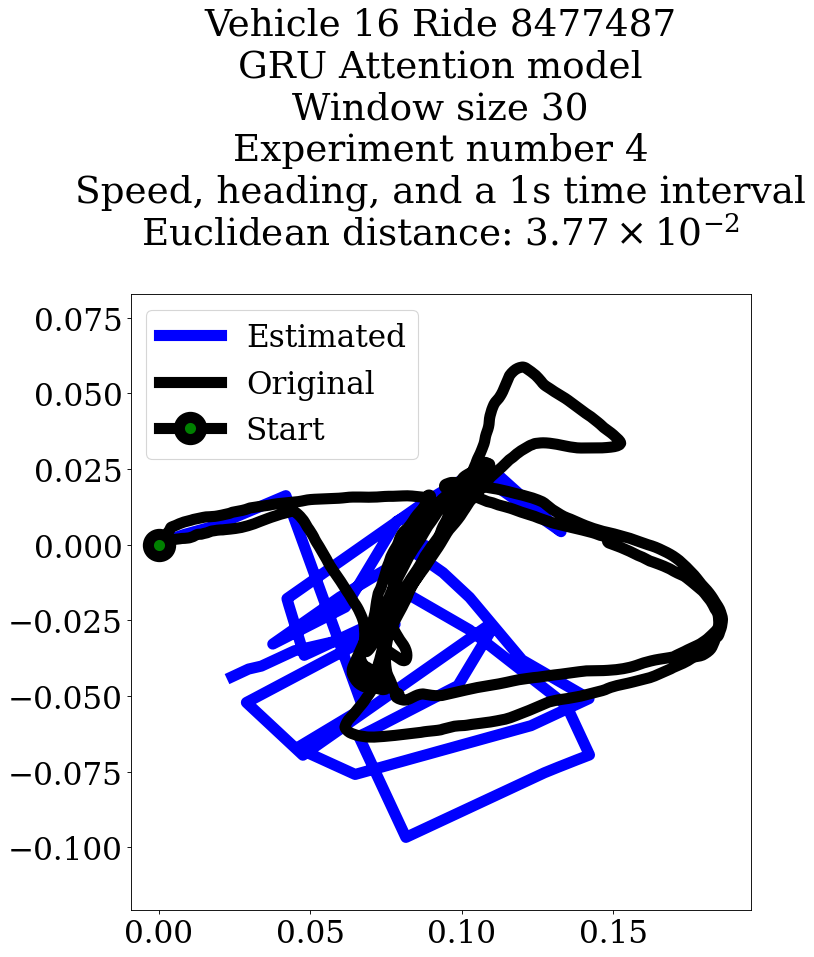 Vehicle 16 Ride 8477487
GRU Attention model
Window size 30
Experiment number 4
Speed, heading, and a 1s time interval
Euclidean distance: 3.77 × 10⁻²
Estimated
Original
Start
0.075
0.050
0.025
0.000
−0.025
−0.050
−0.075
−0.100
0.00 0.05 0.10 0.15